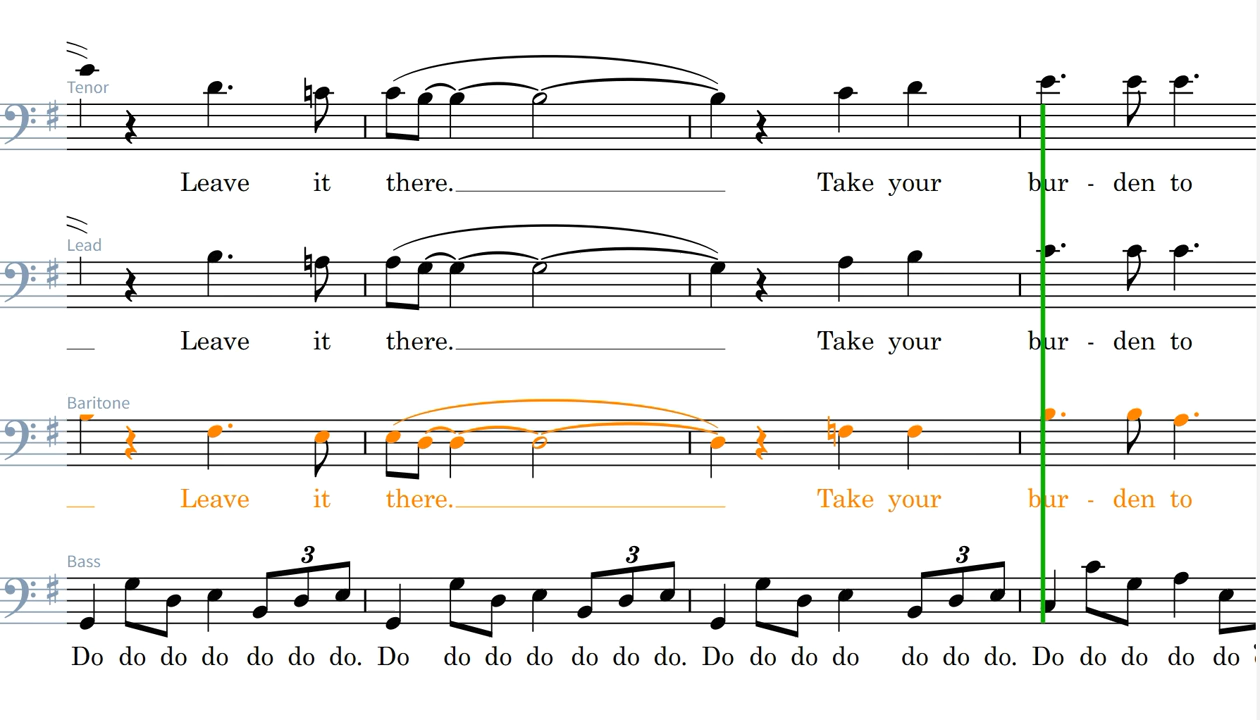 Tenor
Leave it there. Take your bur - den to
Lead
Leave it there. Take your bur - den to
Baritone
Leave it there. Take your bur - den to
Bass
3 3 3
Do do do do do do do. Do do do do do do do. Do do do do do do do. Do do do do do